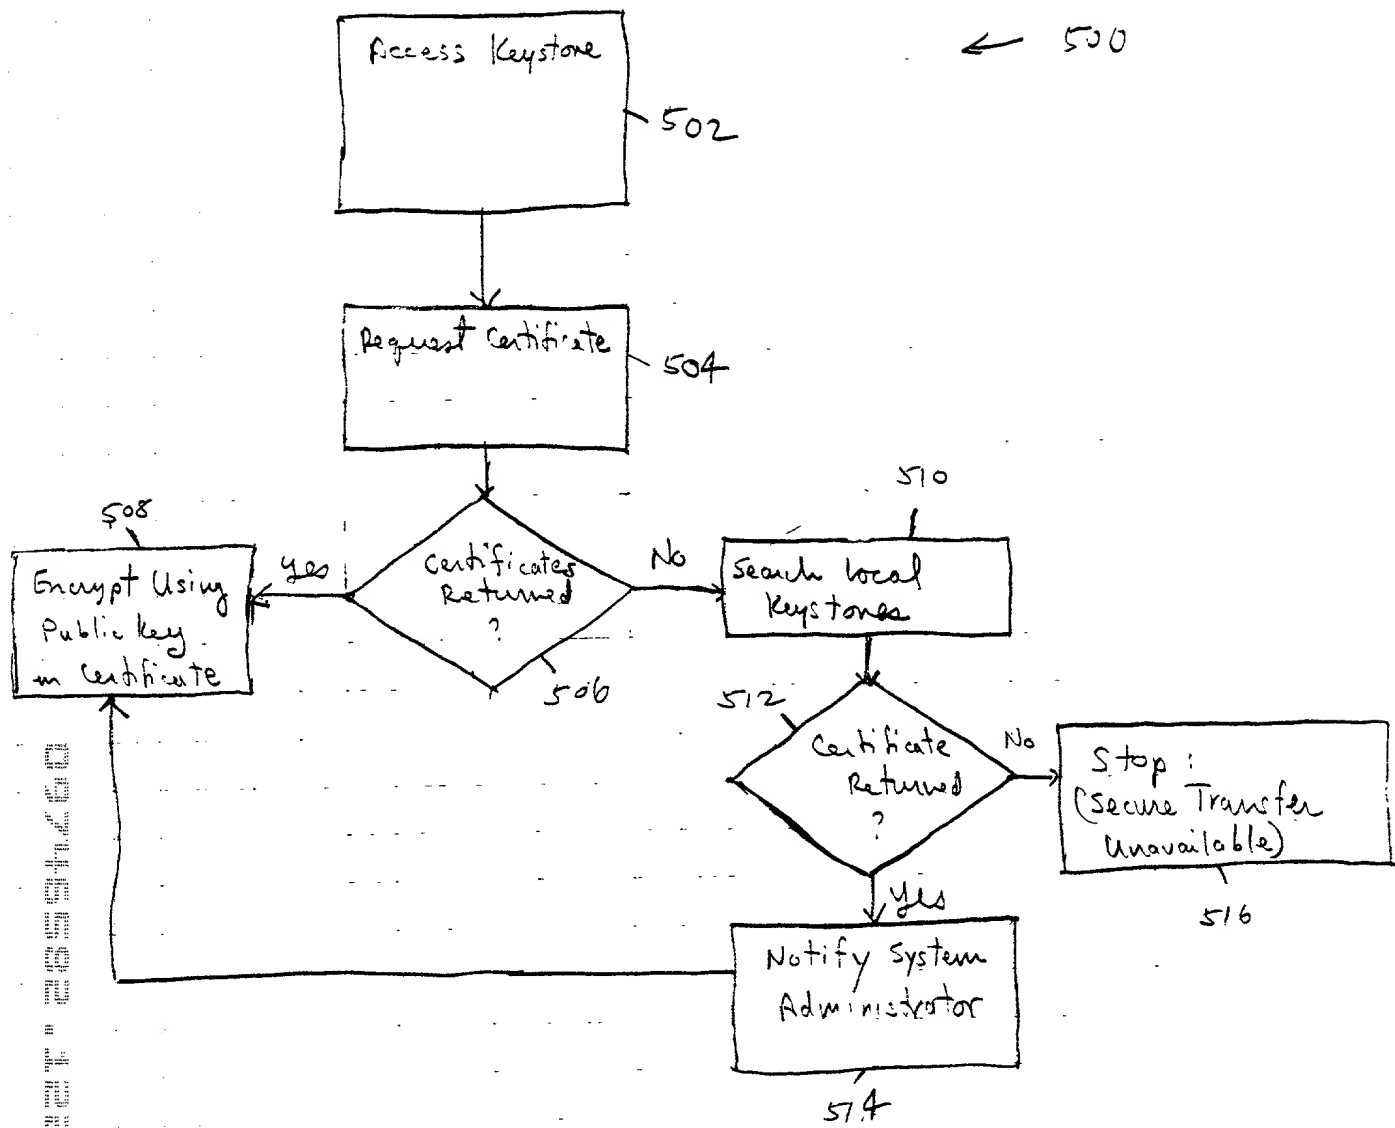 500
Access Keystore
502
Request Certificate
504
508
Encrypt Using
Public Key
in Certificate
Yes
Certificates
Returned
?
506
No
510
Search Local
Keystores
512
Certificate
Returned
?
No
Stop :
(Secure Transfer
Unavailable)
516
Yes
Notify System
Administrator
514